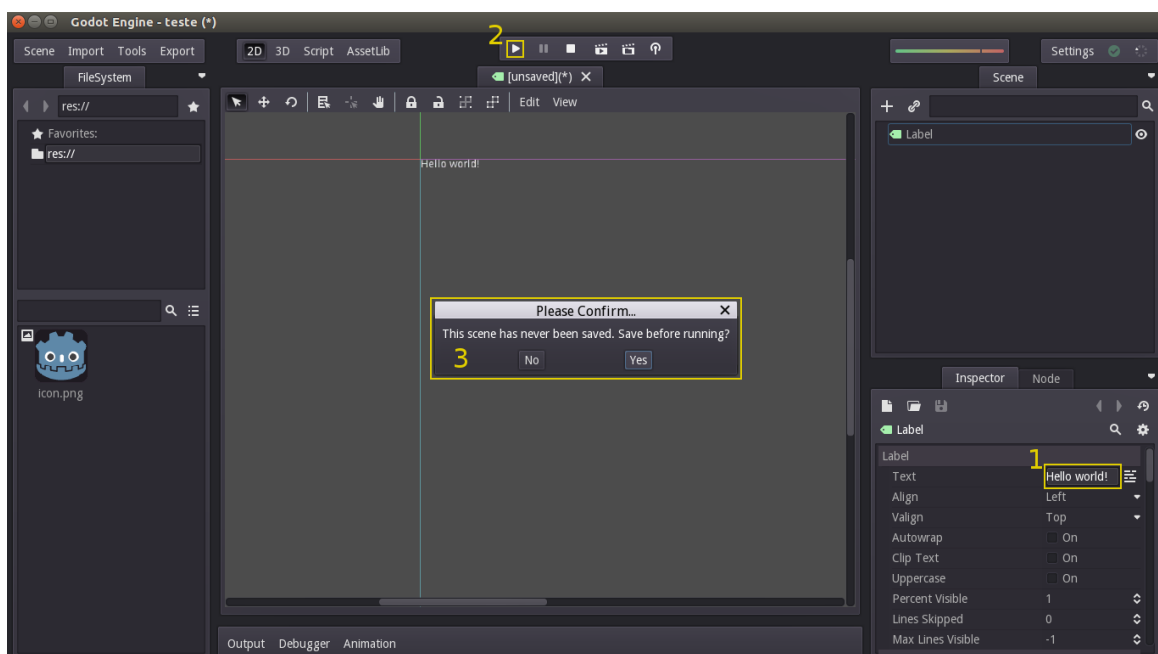 Godot Engine - teste (*)
2
Scene Import Tools Export
2D 3D Script AssetLib
Settings
FileSystem
[unsaved](*)
Scene
res://
Edit View
Favorites:
res://
Label
Hello world!
Please Confirm...
This scene has never been saved. Save before running?
3
No Yes
icon.png
Inspector Node
Label
Label
1
Text Hello world!
Align Left
Valign Top
Autowrap On
Clip Text On
Uppercase On
Percent Visible 1
Lines Skipped 0
Max Lines Visible -1
Output Debugger Animation